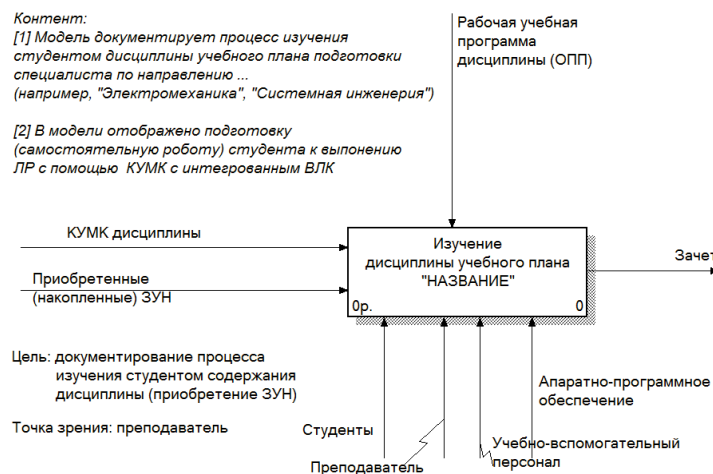 Контент:
[1] Модель документирует процесс изучения
студентом дисциплины учебного плана подготовки
специалиста по направлению ...
(например, "Электромеханика", "Системная инженерия")
[2] В модели отображено подготовку
(самостоятельную роботу) студента к выпонению
ЛР с помощью КУМК с интегрованным ВЛК
Рабочая учебная
программа
дисциплины (ОПП)
КУМК дисциплины
Приобретенные
(накопленные) ЗУН
Изучение
дисциплины учебного плана
"НАЗВАНИЕ"
0р.
0
Зачет
Цель: документирование процесса
изучения студентом содержания
дисциплины (приобретение ЗУН)
Точка зрения: преподаватель
Студенты
Преподаватель
Учебно-вспомогательный
персонал
Апаратно-программное
обеспечение